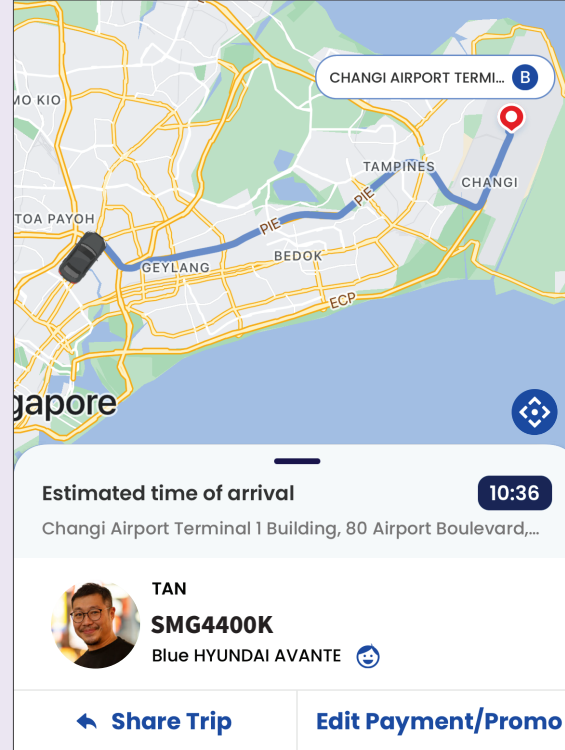 CHANGI AIRPORT TERMI... B
MO KIO
TAMPINES
CHANGI
PIE
TOA PAYOH
PIE
BEDOK
GEYLANG
ECP
gapore
Estimated time of arrival 10:36
Changi Airport Terminal 1 Building, 80 Airport Boulevard,...
TAN
SMG4400K
Blue HYUNDAI AVANTE
Share Trip Edit Payment/Promo